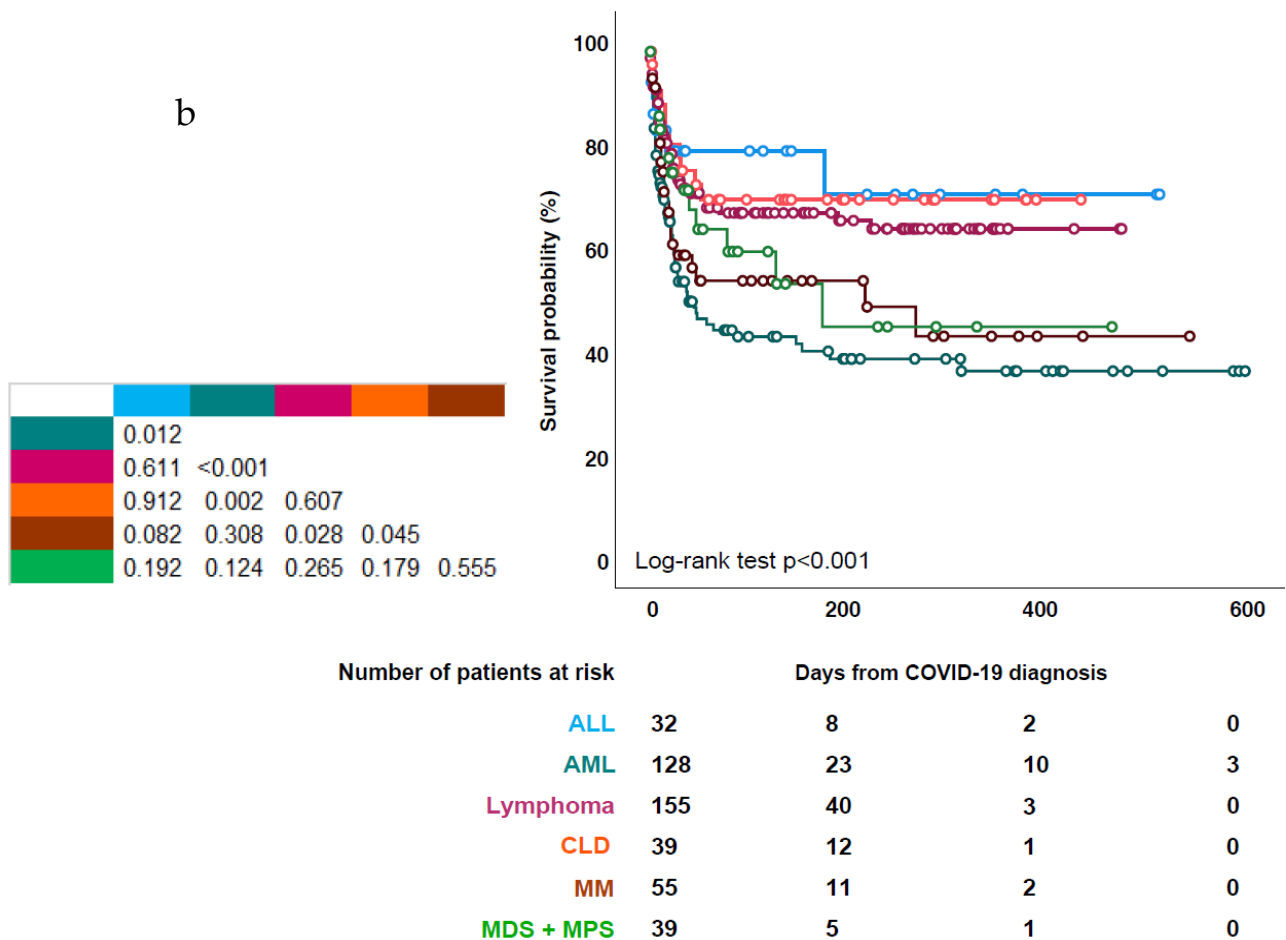 b
0.012
0.611 <0.001
0.912 0.002 0.607
0.082 0.308 0.028 0.045
0.192 0.124 0.265 0.179 0.555
Survival probability (%)
100
80
60
40
20
0
Log-rank test p<0.001
0 200 400 600
Number of patients at risk Days from COVID-19 diagnosis
ALL 32 8 2 0
AML 128 23 10 3
Lymphoma 155 40 3 0
CLD 39 12 1 0
MM 55 11 2 0
MDS + MPS 39 5 1 0